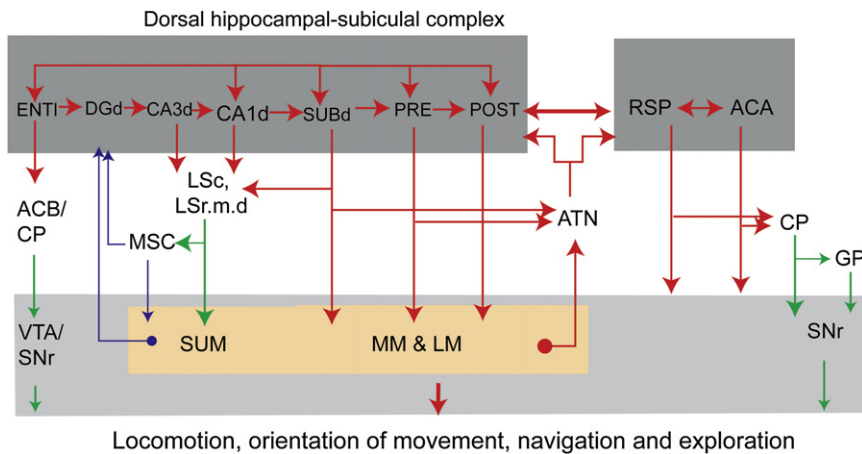 Dorsal hippocampal-subiculal complex
ENTl DGd CA3d CA1d SUBd PRE POST RSP ACA
LSc,
LSr.m.d
ACB/
CP
MSC
ATN
CP
GP
VTA/
SNr
SUM
MM & LM
SNr
Locomotion, orientation of movement, navigation and exploration